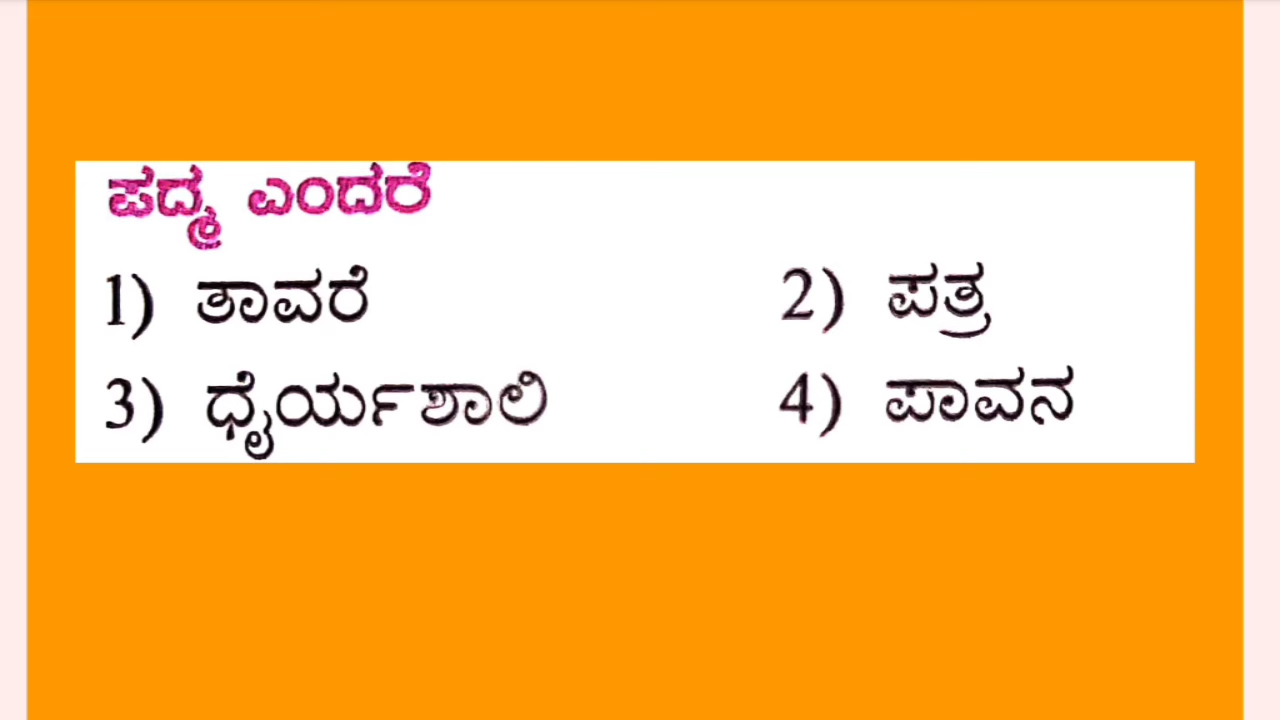 ಪದ್ಮ ಎಂದರೆ
1) ತಾವರೆ 2) ಪತ್ರ
3) ಧೈರ್ಯಶಾಲಿ 4) ಪಾವನ